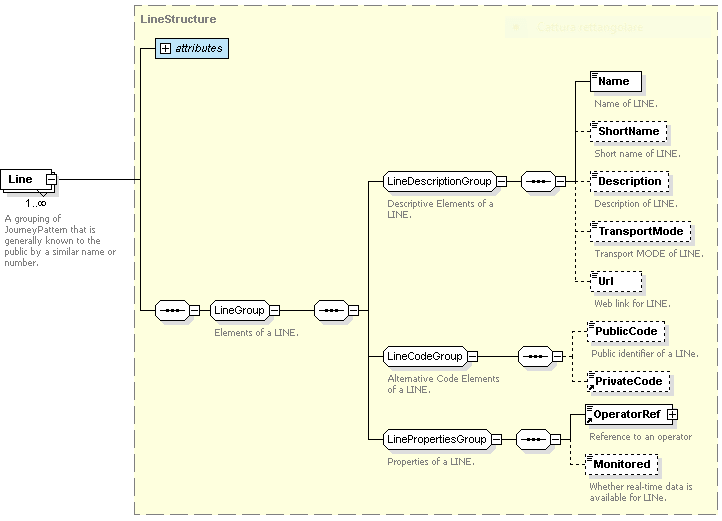 LineStructure
attributes
Name
Name of LINE.
ShortName
Short name of LINE.
Line
1..∞
A grouping of
JourneyPattern that is
generally known to the
public by a similar name or
number.
LineDescriptionGroup
Descriptive Elements of a
LINE.
Description
Description of LINE.
TransportMode
Transport MODE of LINE.
Url
Web link for LINE.
LineGroup
Elements of a LINE.
LineCodeGroup
Alternative Code Elements
of a LINE.
PublicCode
Public identifier of a LINe.
PrivateCode
LinePropertiesGroup
Properties of a LINE.
OperatorRef
Reference to an operator
Monitored
Whether real-time data is
available for LINe.